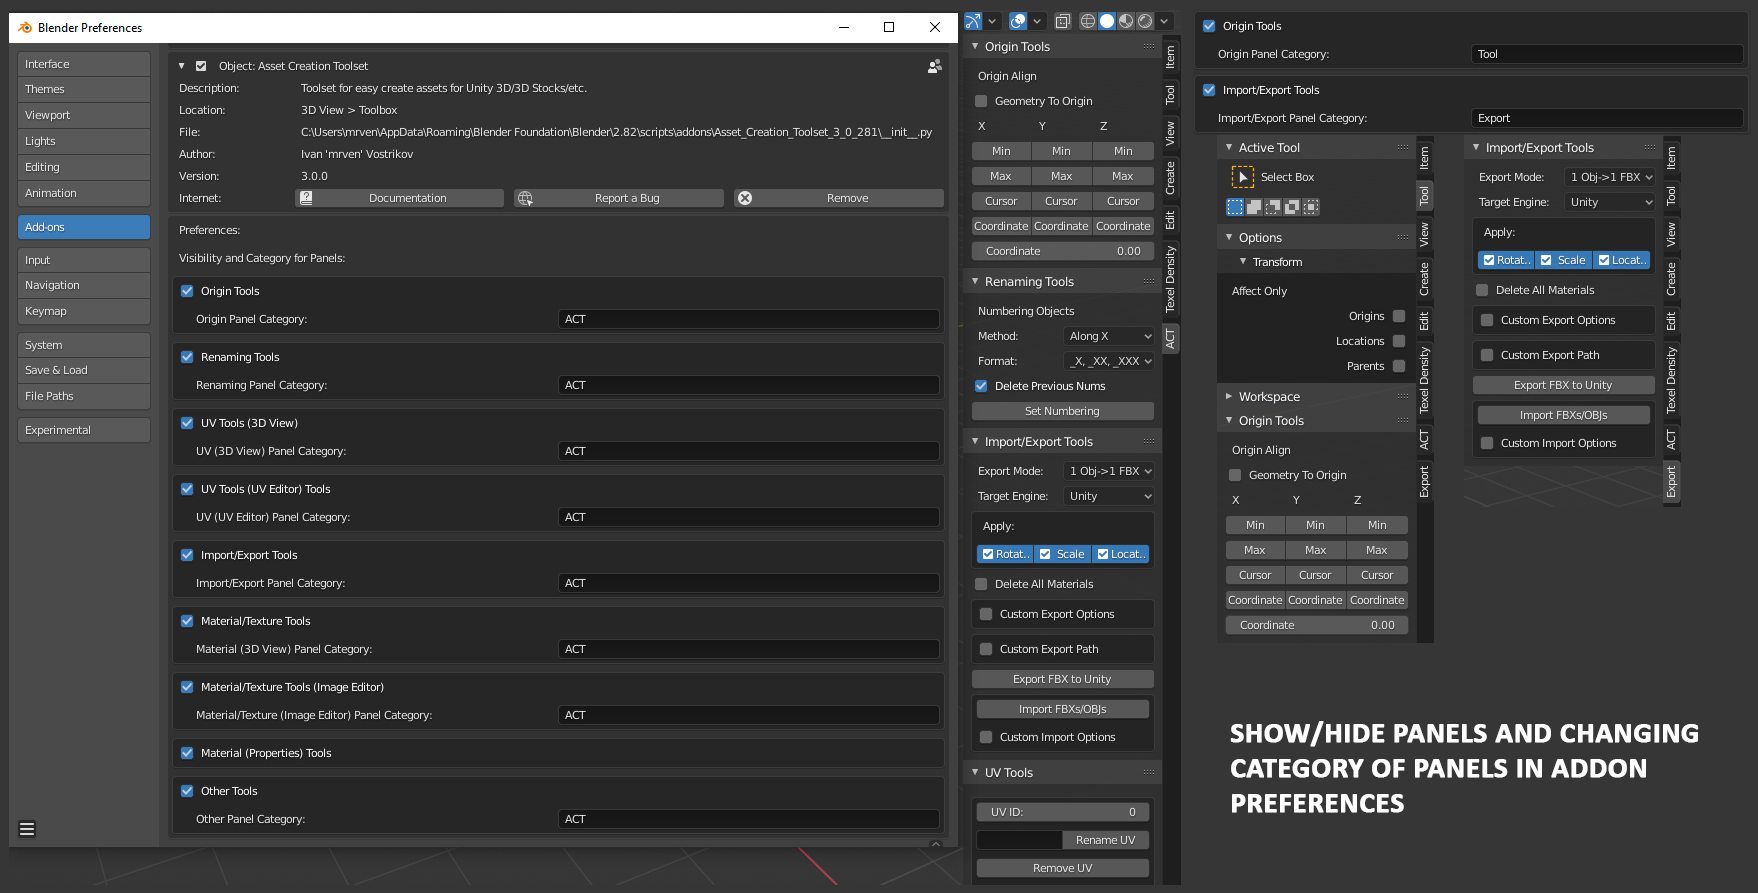 Blender Preferences
Interface
Themes
Viewport
Lights
Editing
Animation
Add-ons
Input
Navigation
Keymap
System
Save & Load
File Paths
Experimental
Object: Asset Creation Toolset
Description: Toolset for easy create assets for Unity 3D/3D Stocks/etc.
Location: 3D View > Toolbox
File: C:\Users\mrven\AppData\Roaming\Blender Foundation\Blender\2.82\scripts\addons\Asset_Creation_Toolset_3_0_281\__init__.py
Author: Ivan 'mrven' Vostrikov
Version: 3.0.0
Internet: Documentation Report a Bug Remove
Preferences:
Visibility and Category for Panels:
Origin Tools
Origin Panel Category: ACT
Renaming Tools
Renaming Panel Category: ACT
UV Tools (3D View)
UV (3D View) Panel Category: ACT
UV Tools (UV Editor) Tools
UV (UV Editor) Panel Category: ACT
Import/Export Tools
Import/Export Panel Category: ACT
Material/Texture Tools
Material (3D View) Panel Category: ACT
Material/Texture Tools (Image Editor)
Material/Texture (Image Editor) Panel Category: ACT
Material (Properties) Tools
Other Tools
Other Panel Category: ACT
Origin Tools
Origin Align
Geometry To Origin
X Y Z
Min Min Min
Max Max Max
Cursor Cursor Cursor
Coordinate Coordinate Coordinate
Coordinate 0.00
Renaming Tools
Numbering Objects
Method: Along X
Format: _X, _XX, _XXX
Delete Previous Nums
Set Numbering
Import/Export Tools
Export Mode: 1 Obj->1 FBX
Target Engine: Unity
Apply:
Rotat.. Scale Locat..
Delete All Materials
Custom Export Options
Custom Export Path
Export FBX to Unity
Import FBXs/OBJs
Custom Import Options
UV Tools
UV ID: 0
Rename UV
Remove UV
Item
Tool
View
Create
Edit
Texel Density
ACT
Origin Tools
Origin Panel Category: Tool
Import/Export Tools
Import/Export Panel Category: Export
Active Tool
Select Box
Options
Transform
Affect Only
Origins
Locations
Parents
Workspace
Origin Tools
Origin Align
Geometry To Origin
X Y Z
Min Min Min
Max Max Max
Cursor Cursor Cursor
Coordinate Coordinate Coordinate
Coordinate 0.00
Item
Tool
View
Create
Edit
Texel Density
ACT
Export
Import/Export Tools
Export Mode: 1 Obj->1 FBX
Target Engine: Unity
Apply:
Rotat.. Scale Locat..
Delete All Materials
Custom Export Options
Custom Export Path
Export FBX to Unity
Import FBXs/OBJs
Custom Import Options
Item
Tool
View
Create
Edit
Texel Density
ACT
Export
SHOW/HIDE PANELS AND CHANGING
CATEGORY OF PANELS IN ADDON
PREFERENCES